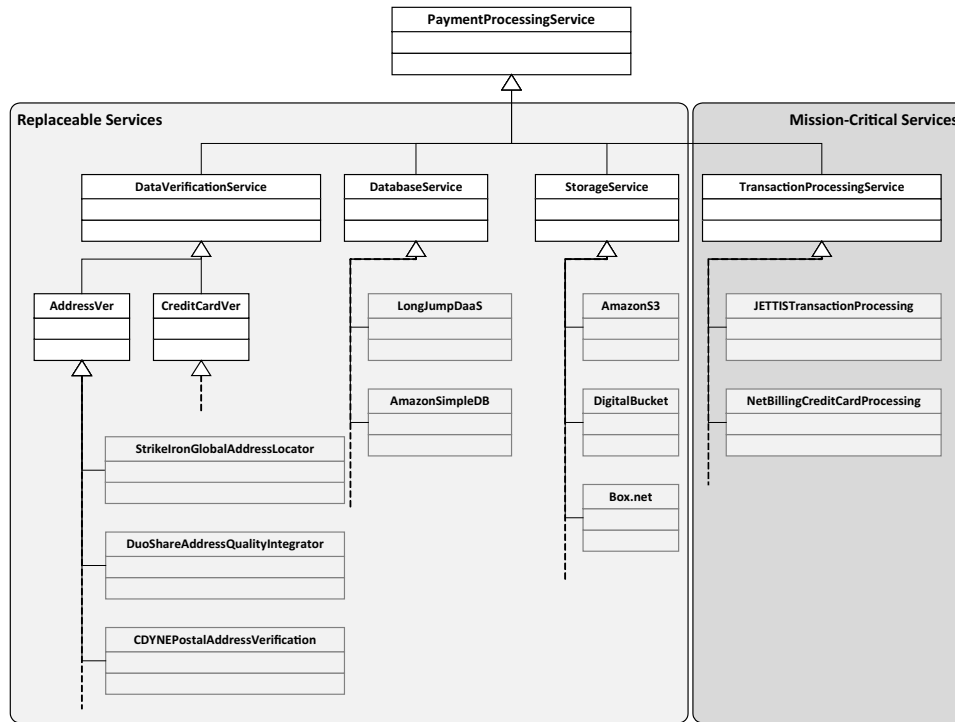 PaymentProcessingService
Replaceable Services
Mission-Critical Services
DataVerificationService
DatabaseService
StorageService
TransactionProcessingService
AddressVer
CreditCardVer
LongJumpDaaS
AmazonS3
JETTISTransactionProcessing
AmazonSimpleDB
DigitalBucket
NetBillingCreditCardProcessing
StrikeIronGlobalAddressLocator
Box.net
DuoShareAddressQualityIntegrator
CDYNEPostalAddressVerification